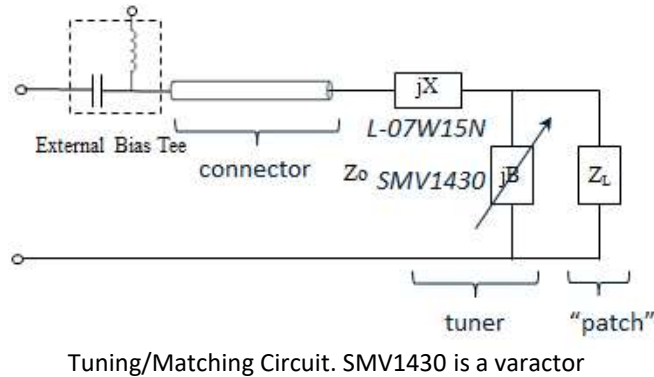 jX
L-07W15N
External Bias Tee
connector
Zo
SMV1430
jB
ZL
tuner
“patch”
Tuning/Matching Circuit. SMV1430 is a varactor